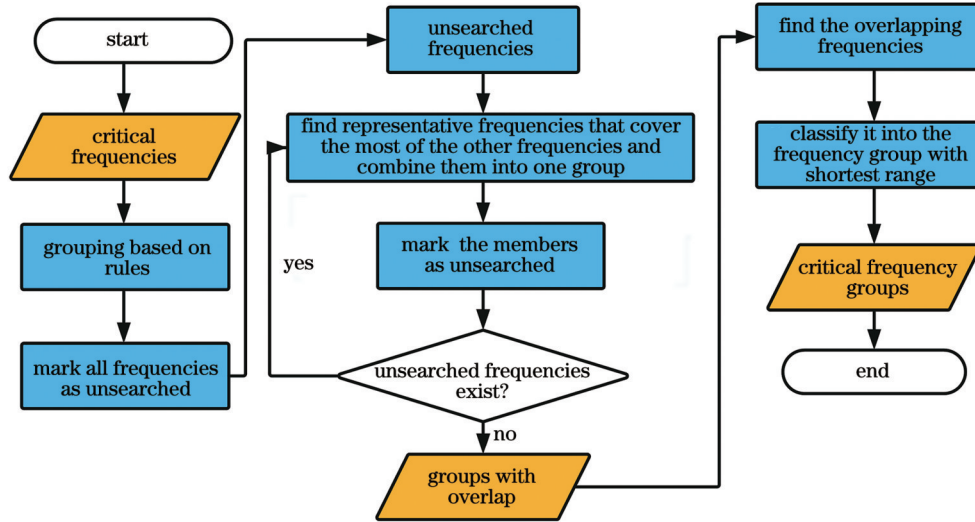 start
critical
frequencies
grouping based on
rules
mark all frequencies
as unsearched
unsearched
frequencies
find representative frequencies that cover
the most of the other frequencies and
combine them into one group
mark the members
as unsearched
yes
unsearched frequencies
exist?
no
groups with
overlap
find the overlapping
frequencies
classify it into the
frequency group with
shortest range
critical frequency
groups
end